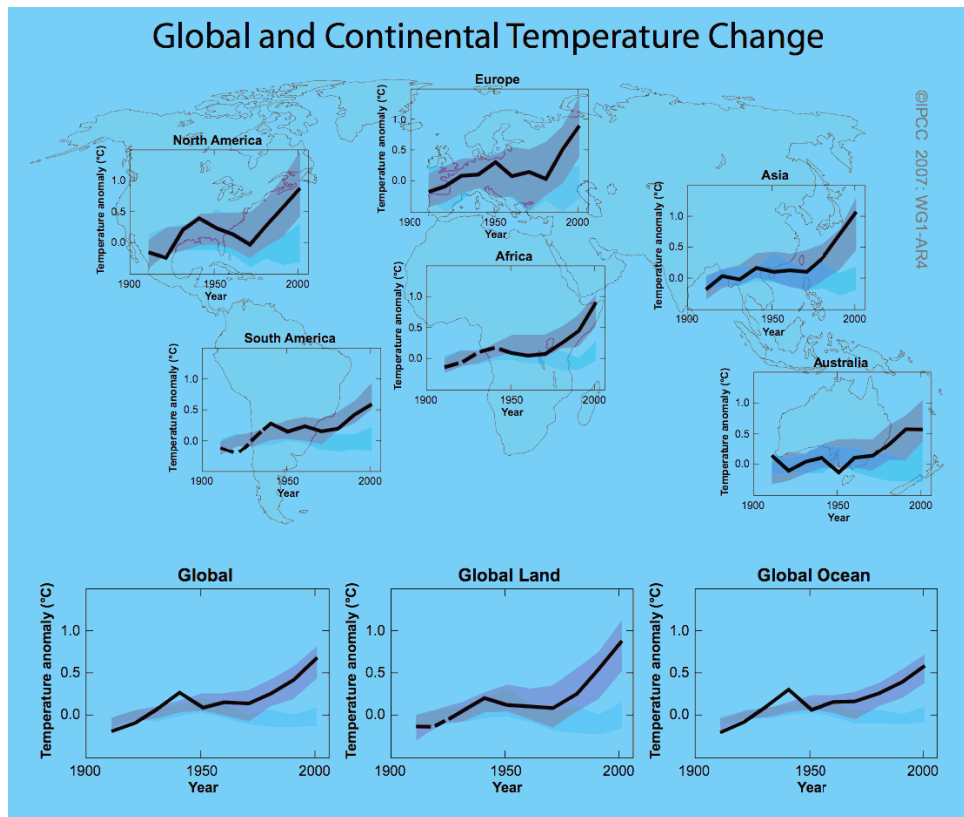 Global and Continental Temperature Change
©IPCC 2007: WG1-AR4
Europe
Temperature anomaly (°C)
1.0
0.5
0.0
1900
1950
2000
Year
North America
Temperature anomaly (°C)
1.0
0.5
0.0
1900
1950
2000
Year
Asia
Temperature anomaly (°C)
1.0
0.5
0.0
1900
1950
2000
Year
Africa
Temperature anomaly (°C)
1.0
0.5
0.0
1900
1950
2000
Year
South America
Temperature anomaly (°C)
1.0
0.5
0.0
1900
1950
2000
Year
Australia
Temperature anomaly (°C)
1.0
0.5
0.0
1900
1950
2000
Year
Global
Temperature anomaly (°C)
1.0
0.5
0.0
1900
1950
2000
Year
Global Land
Temperature anomaly (°C)
1.0
0.5
0.0
1900
1950
2000
Year
Global Ocean
Temperature anomaly (°C)
1.0
0.5
0.0
1900
1950
2000
Year